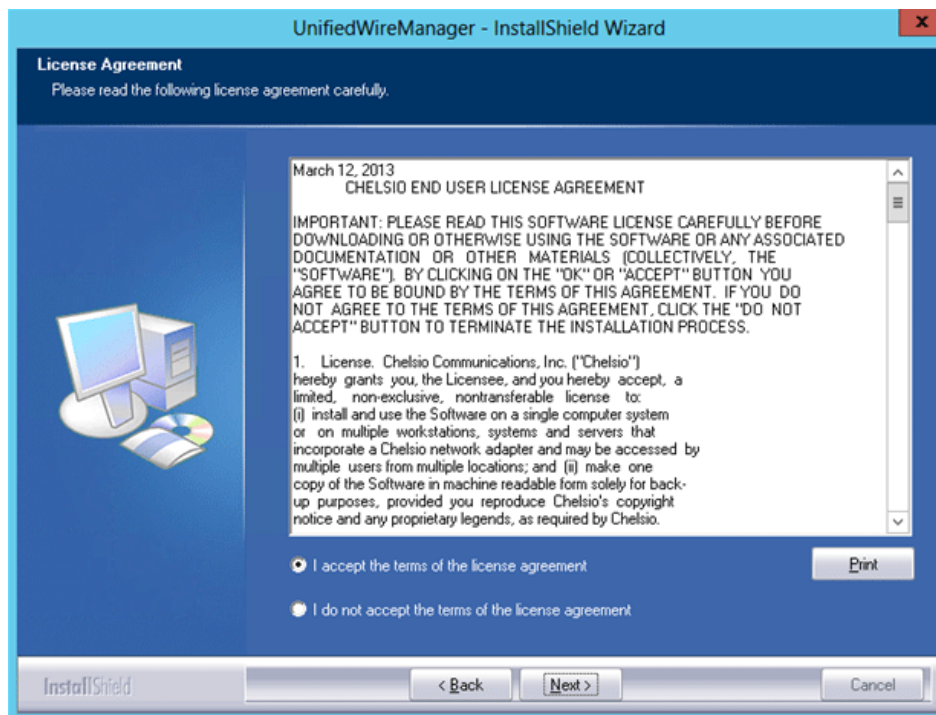 UnifiedWireManager - InstallShield Wizard
x
License Agreement
Please read the following license agreement carefully.
March 12, 2013
CHELSIO END USER LICENSE AGREEMENT
IMPORTANT: PLEASE READ THIS SOFTWARE LICENSE CAREFULLY BEFORE
DOWNLOADING OR OTHERWISE USING THE SOFTWARE OR ANY ASSOCIATED
DOCUMENTATION OR OTHER MATERIALS (COLLECTIVELY, THE
"SOFTWARE"). BY CLICKING ON THE "OK" OR "ACCEPT" BUTTON YOU
AGREE TO BE BOUND BY THE TERMS OF THIS AGREEMENT. IF YOU DO
NOT AGREE TO THE TERMS OF THIS AGREEMENT, CLICK THE "DO NOT
ACCEPT" BUTTON TO TERMINATE THE INSTALLATION PROCESS.
1. License. Chelsio Communications, Inc. ("Chelsio")
hereby grants you, the Licensee, and you hereby accept, a
limited, non-exclusive, nontransferable license to:
(i) install and use the Software on a single computer system
or on multiple workstations, systems and servers that
incorporate a Chelsio network adapter and may be accessed by
multiple users from multiple locations; and (ii) make one
copy of the Software in machine readable form solely for back-
up purposes, provided you reproduce Chelsio's copyright
notice and any proprietary legends, as required by Chelsio.
I accept the terms of the license agreement
Print
I do not accept the terms of the license agreement
InstallShield
< Back
Next >
Cancel